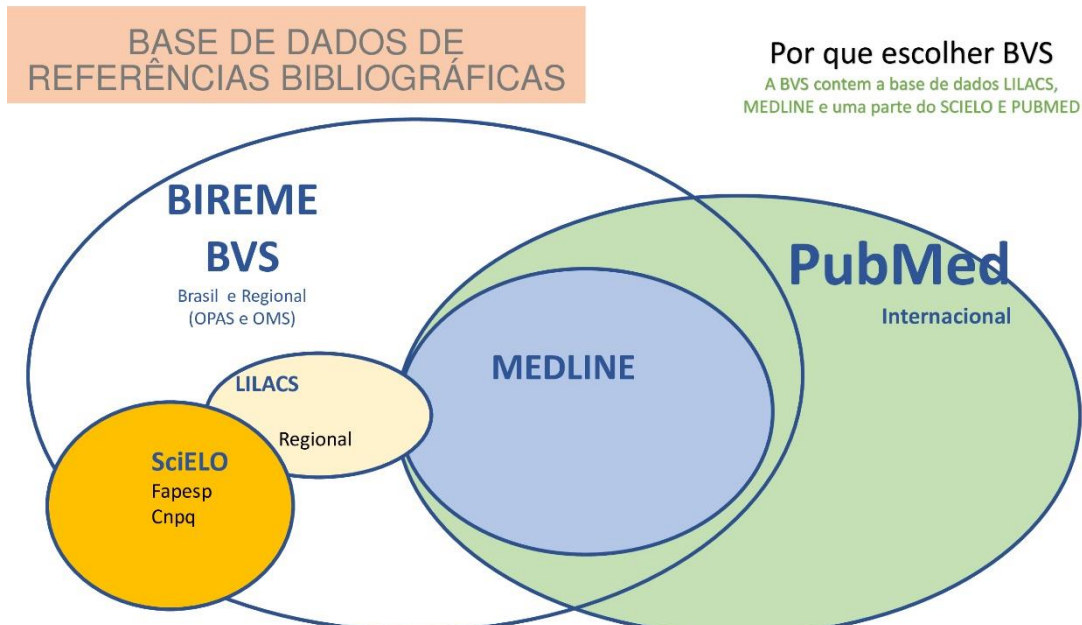 BASE DE DADOS DE
REFERÊNCIAS BIBLIOGRÁFICAS
Por que escolher BVS
A BVS contem a base de dados LILACS,
MEDLINE e uma parte do SCIELO E PUBMED
BIREME
BVS
Brasil e Regional
(OPAS e OMS)
PubMed
Internacional
MEDLINE
LILACS
Regional
SciELO
Fapesp
Cnpq